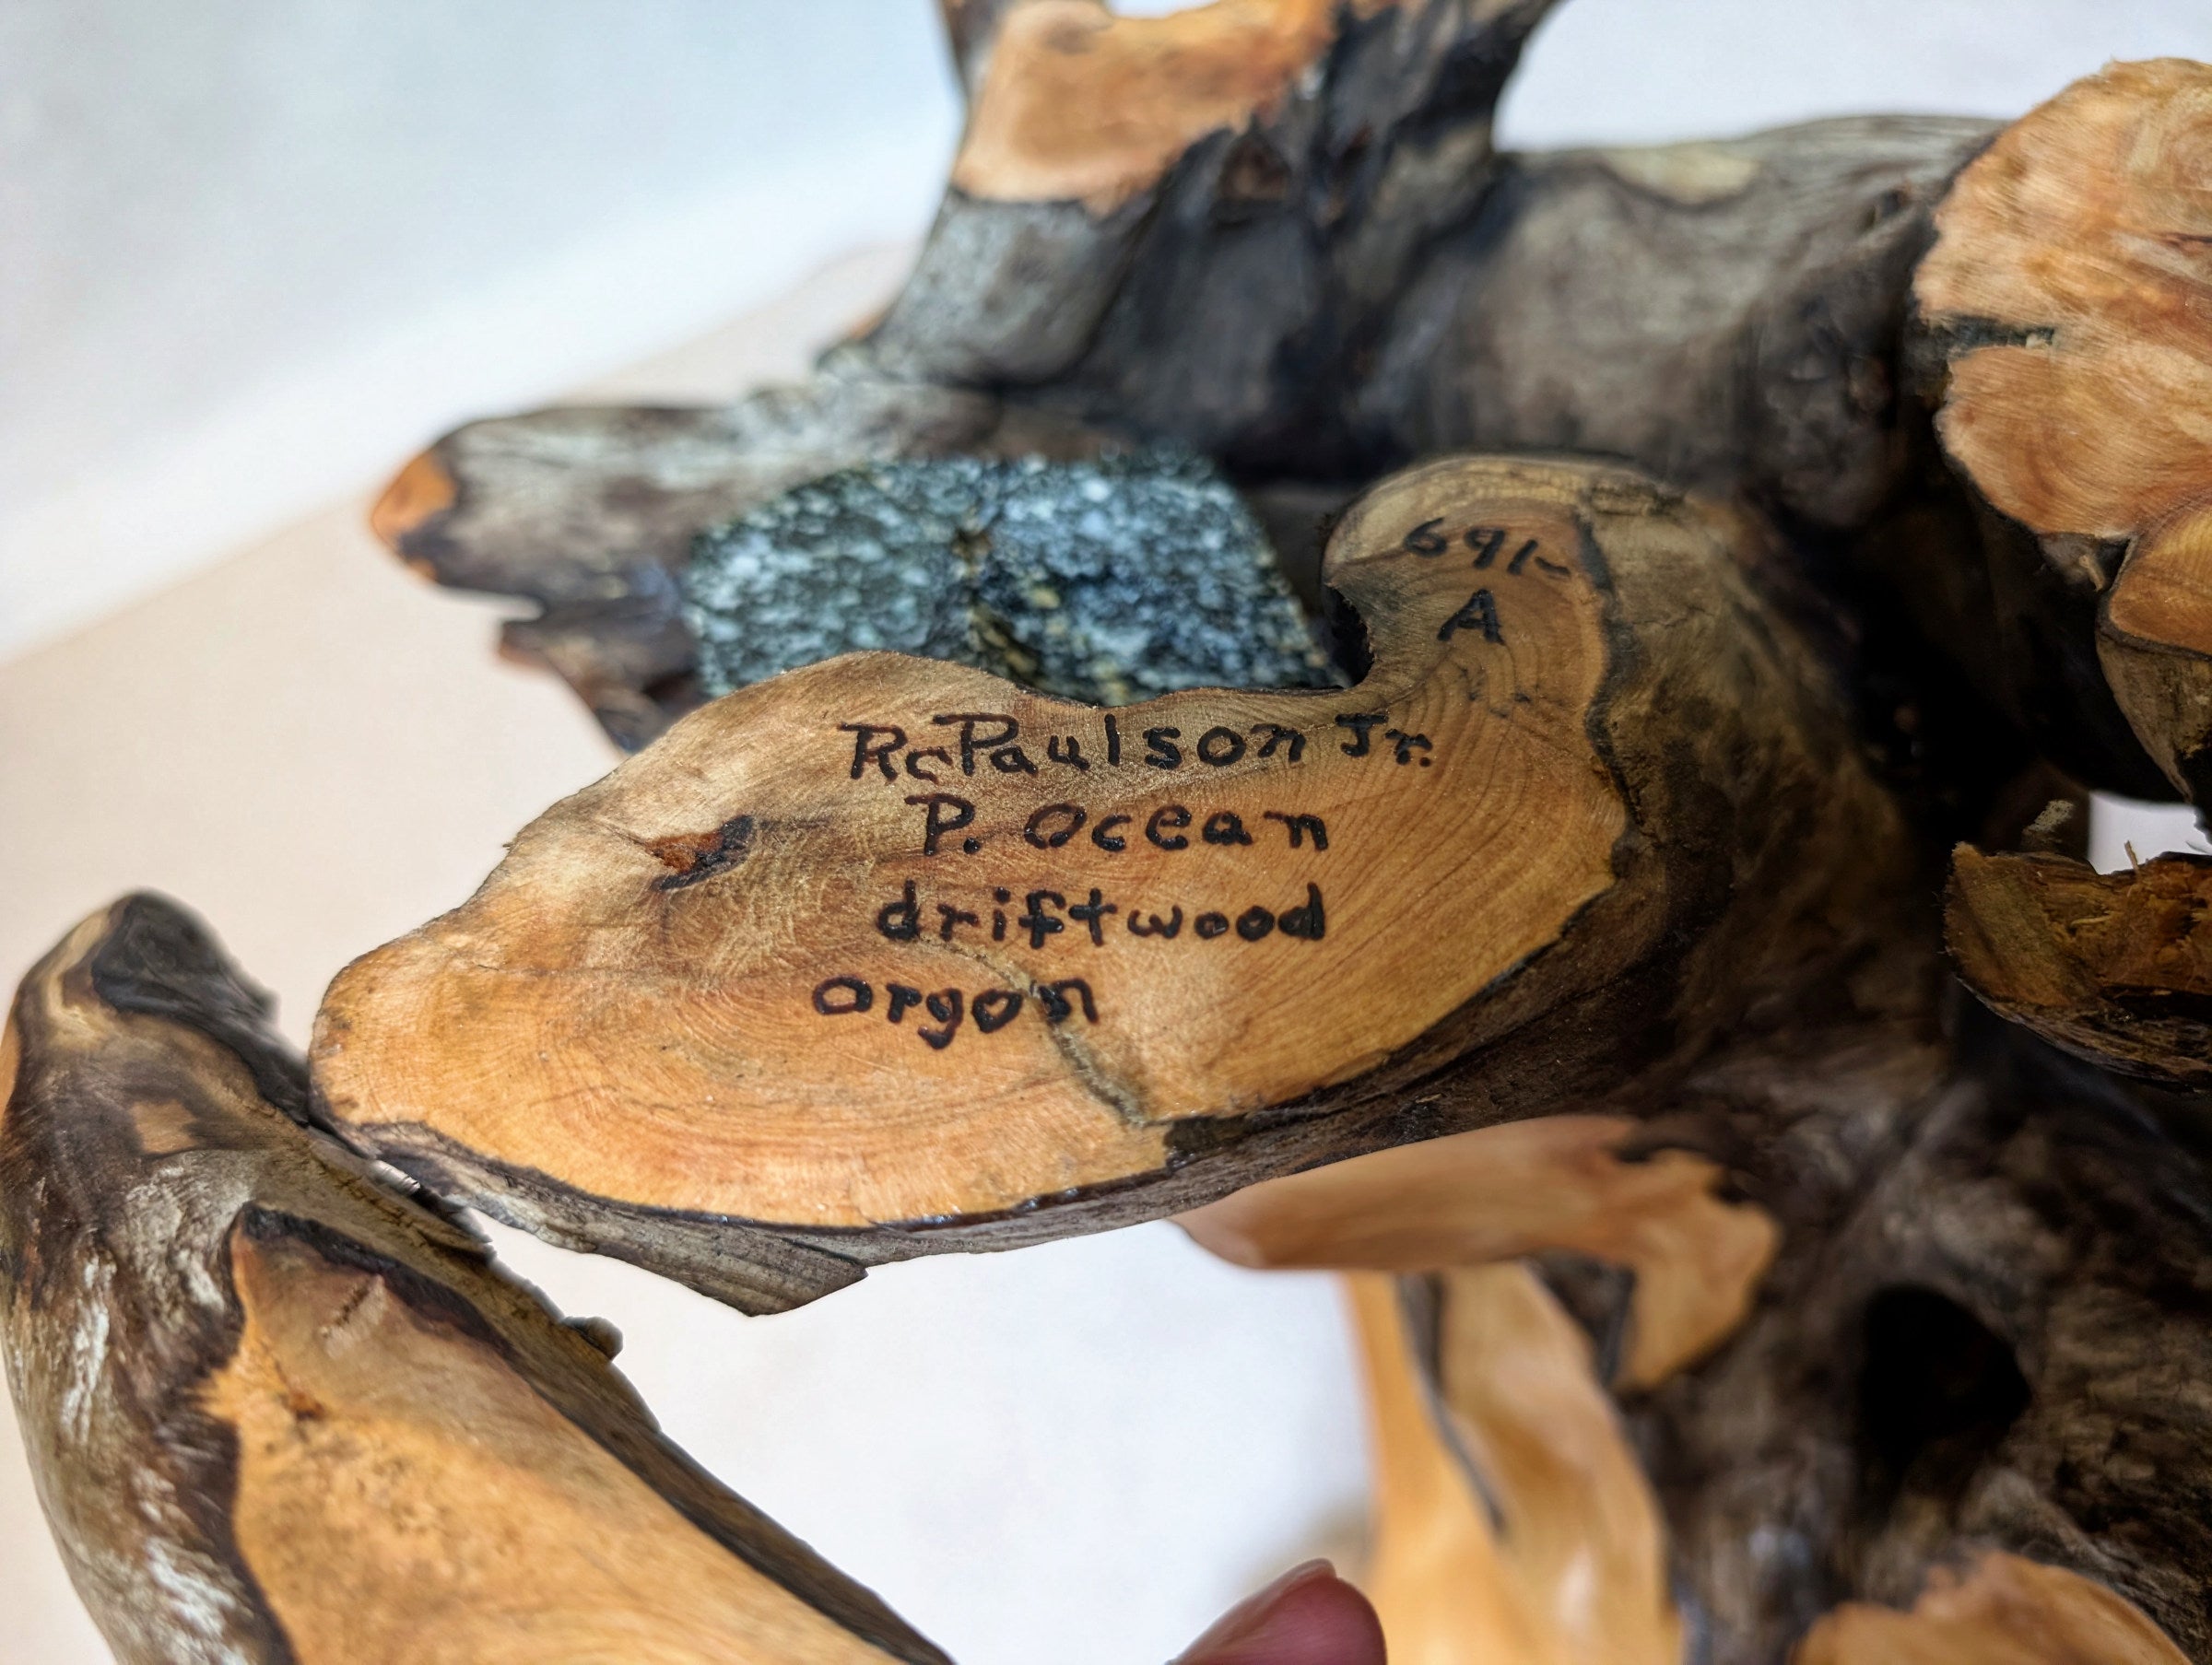 691-
A
RcPaulson Jr.
P. Ocean
driftwood
orgon